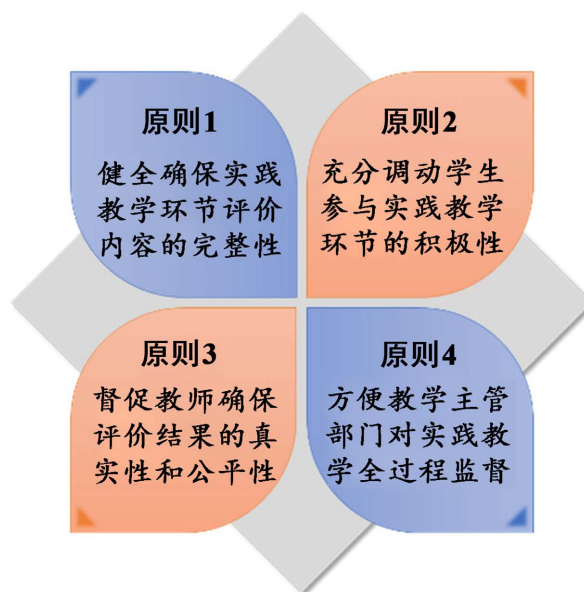 原则1
健全确保实践
教学环节评价
内容的完整性
原则2
充分调动学生
参与实践教学
环节的积极性
原则3
督促教师确保
评价结果的真
实性和公平性
原则4
方便教学主管
部门对实践教
学全过程监督